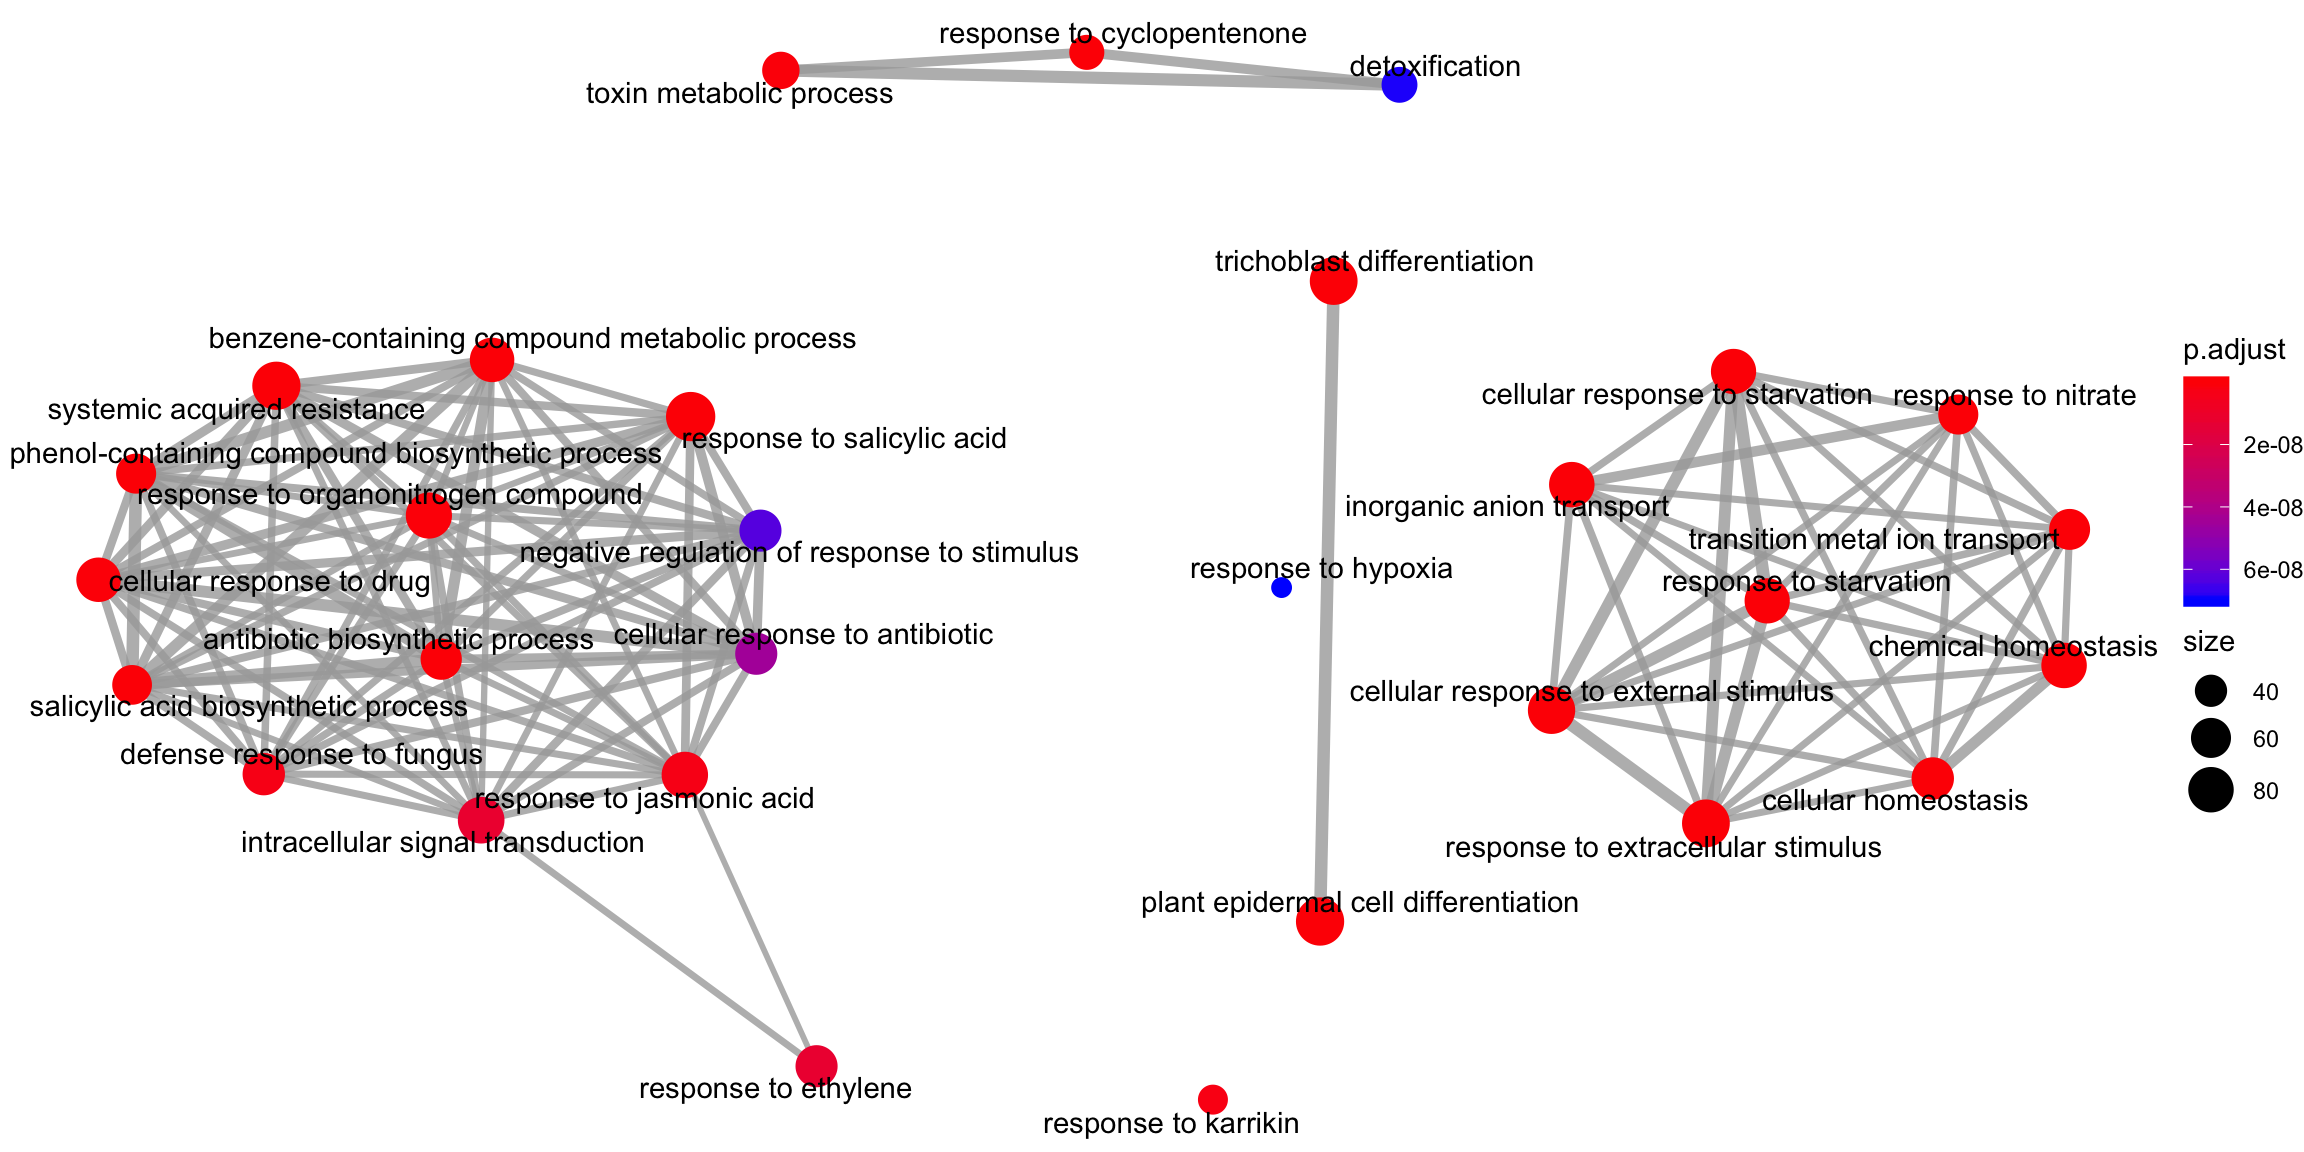 response to cyclopentenone
detoxification
toxin metabolic process
trichoblast differentiation
benzene-containing compound metabolic process
systemic acquired resistance
response to salicylic acid
phenol-containing compound biosynthetic process
response to organonitrogen compound
negative regulation of response to stimulus
cellular response to drug
antibiotic biosynthetic process
cellular response to antibiotic
salicylic acid biosynthetic process
defense response to fungus
response to jasmonic acid
intracellular signal transduction
response to ethylene
response to hypoxia
plant epidermal cell differentiation
response to karrikin
cellular response to starvation
response to nitrate
inorganic anion transport
transition metal ion transport
response to starvation
chemical homeostasis
cellular response to external stimulus
cellular homeostasis
response to extracellular stimulus
p.adjust
2e-08
4e-08
6e-08
size
40
60
80